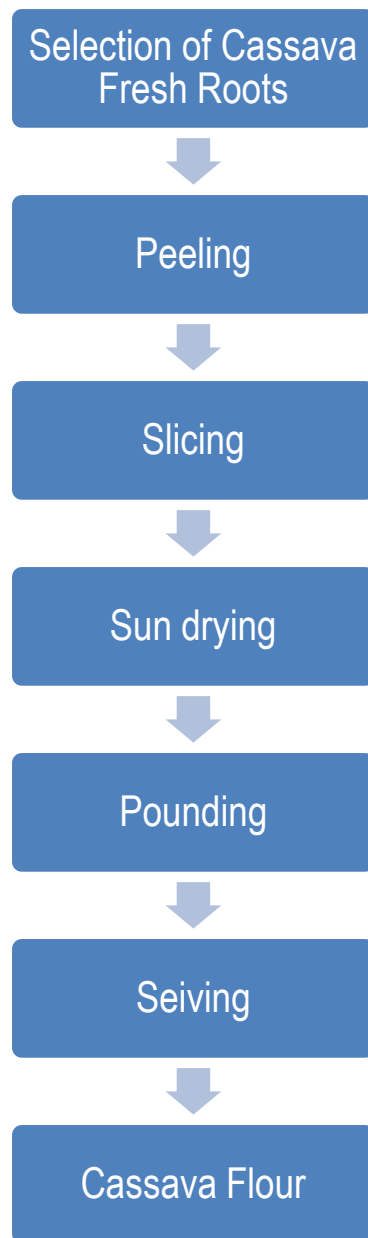 Selection of Cassava
Fresh Roots
Peeling
Slicing
Sun drying
Pounding
Seiving
Cassava Flour